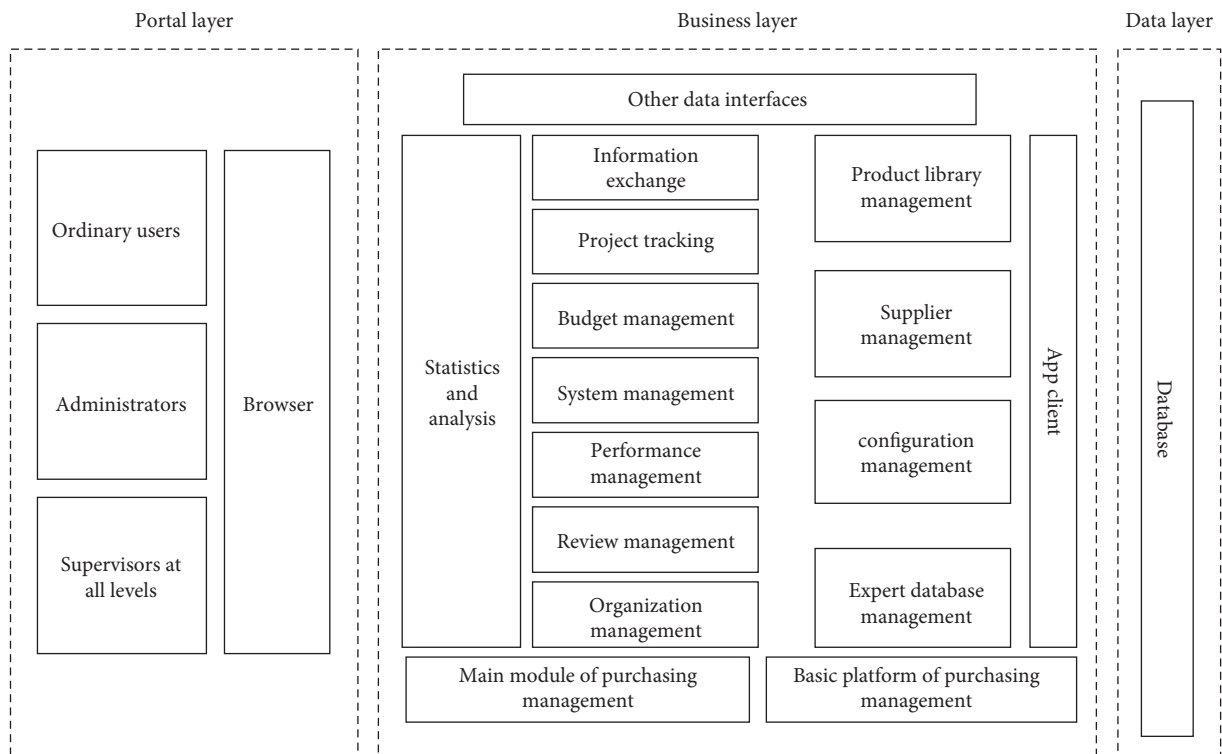 Portal layer
Business layer
Data layer
Ordinary users
Administrators
Supervisors at
all levels
Browser
Other data interfaces
Statistics
and
analysis
Information
exchange
Project tracking
Budget management
System management
Performance
management
Review management
Organization
management
Product library
management
Supplier
management
configuration
management
Expert database
management
App client
Main module of purchasing
management
Basic platform of purchasing
management
Database